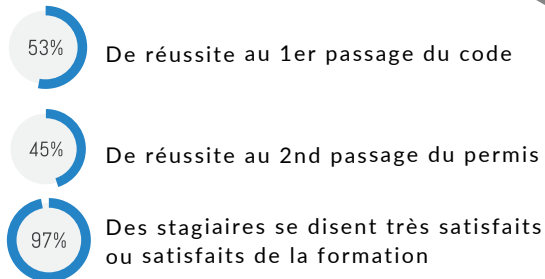 53% De réussite au 1er passage du code
45% De réussite au 2nd passage du permis
97% Des stagiaires se disent très satisfaits
ou satisfaits de la formation